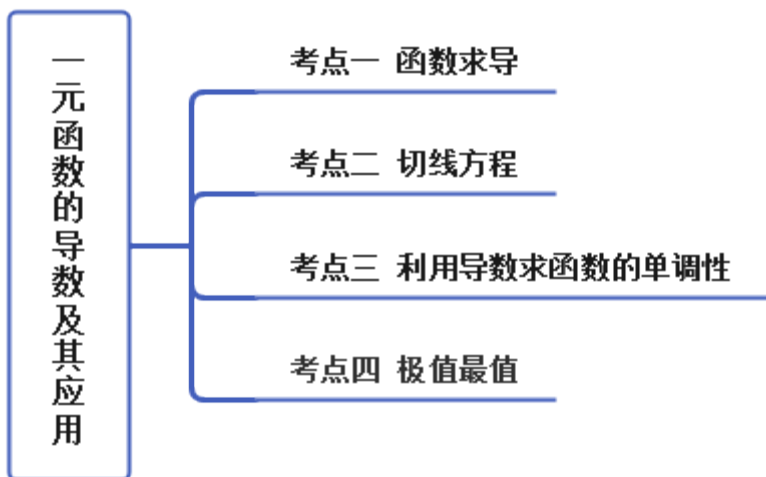 一元函数的导数及其应用
考点一 函数求导
考点二 切线方程
考点三 利用导数求函数的单调性
考点四 极值最值